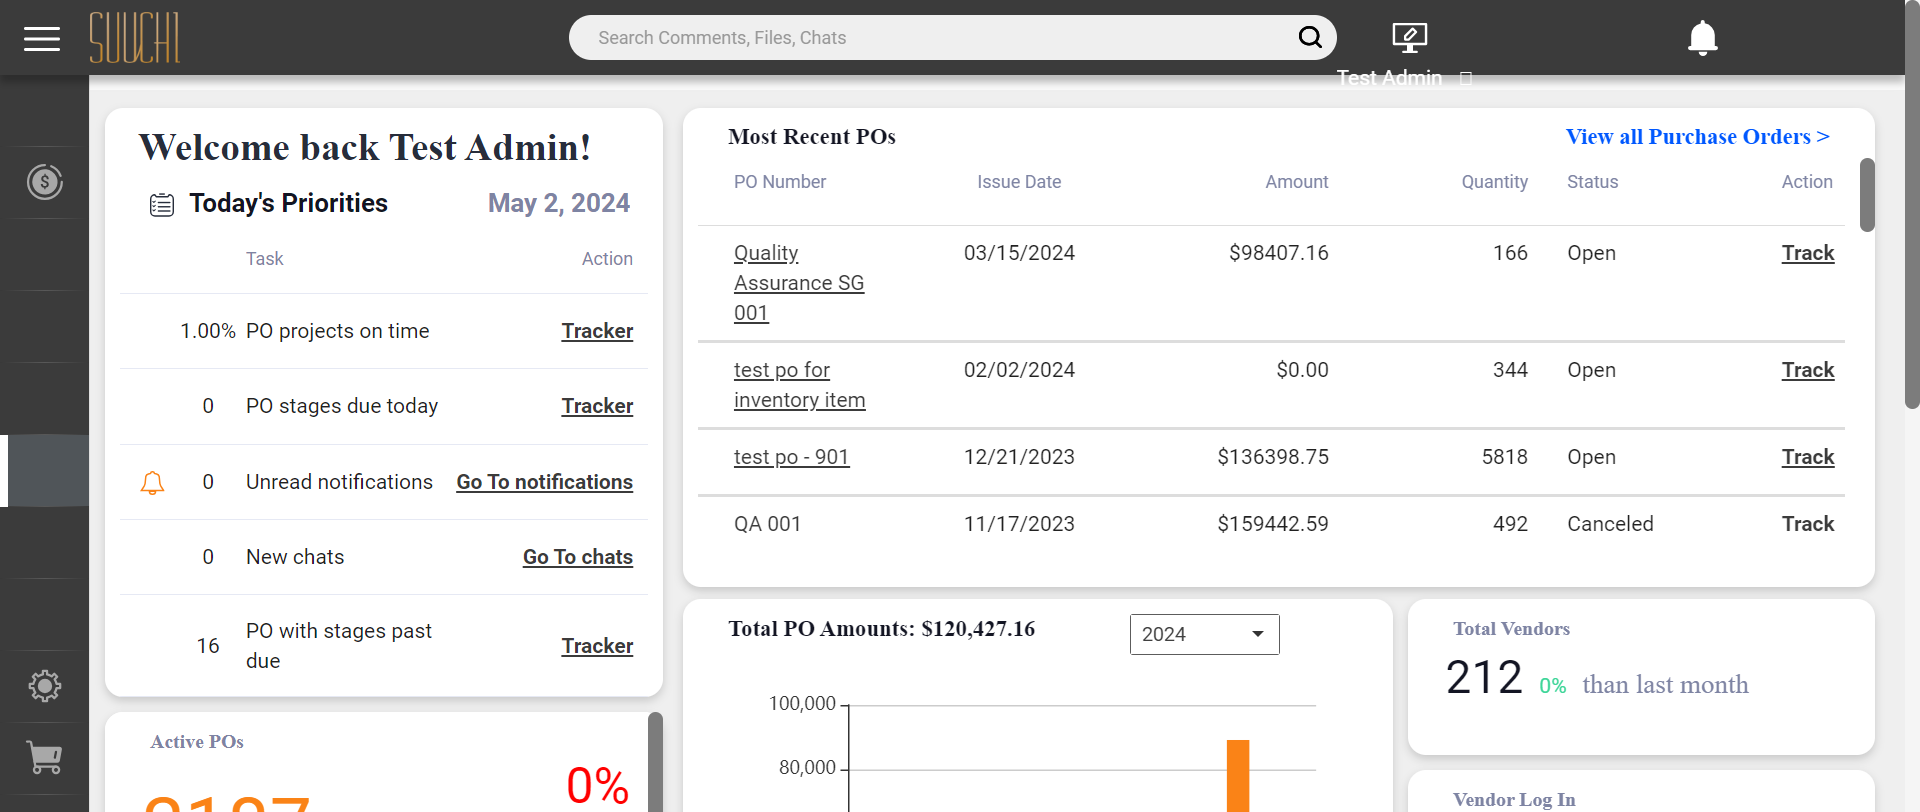 SUUCHI
Search Comments, Files, Chats
Test Admin
Welcome back Test Admin!
Today's Priorities May 2, 2024
Task Action
1.00% PO projects on time Tracker
0 PO stages due today Tracker
0 Unread notifications Go To notifications
0 New chats Go To chats
16 PO with stages past
due Tracker
Active POs
0%
Most Recent POs View all Purchase Orders >
PO Number Issue Date Amount Quantity Status Action
Quality
Assurance SG
001 03/15/2024 $98407.16 166 Open Track
test po for
inventory item 02/02/2024 $0.00 344 Open Track
test po - 901 12/21/2023 $136398.75 5818 Open Track
QA 001 11/17/2023 $159442.59 492 Canceled Track
Total PO Amounts: $120,427.16 2024
100,000
80,000
Total Vendors
212 0% than last month
Vendor Log In